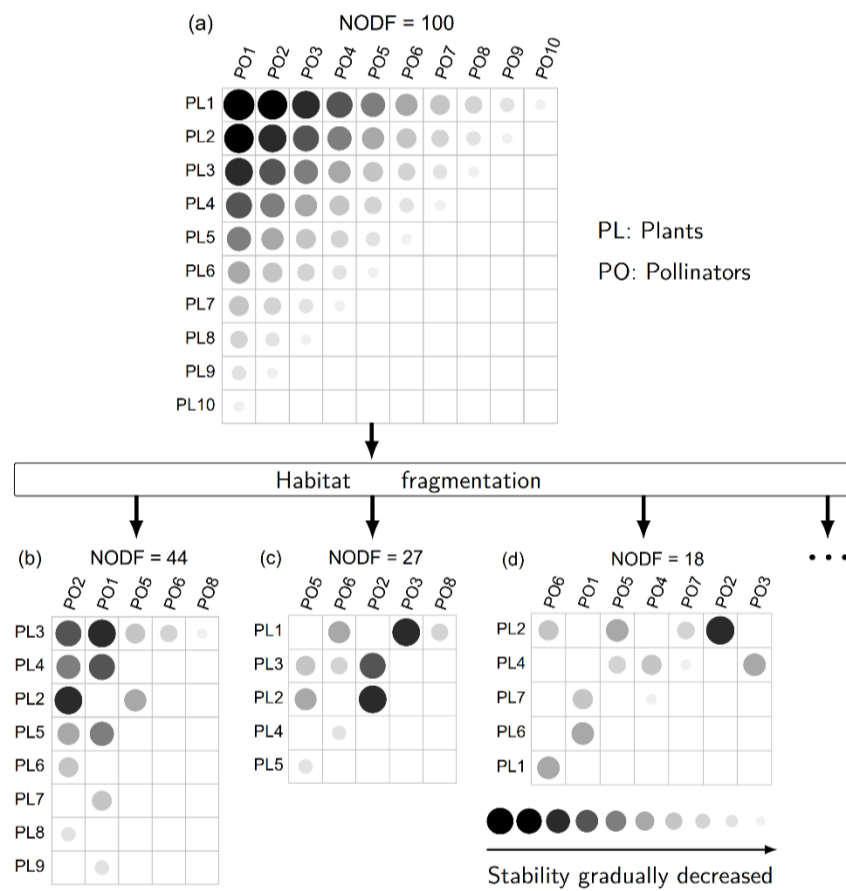 (a) NODF = 100
PO1 PO2 PO3 PO4 PO5 PO6 PO7 PO8 PO9 PO10
PL1
PL2
PL3
PL4
PL5
PL6
PL7
PL8
PL9
PL10
PL: Plants
PO: Pollinators
Habitat fragmentation
(b) NODF = 44
PO2 PO1 PO5 PO6 PO8
PL3
PL4
PL2
PL5
PL6
PL7
PL8
PL9
(c) NODF = 27
PO5 PO6 PO2 PO3 PO8
PL1
PL3
PL2
PL4
PL5
(d) NODF = 18
PO6 PO1 PO5 PO4 PO7 PO2 PO3
PL2
PL4
PL7
PL6
PL1
• • •
Stability gradually decreased